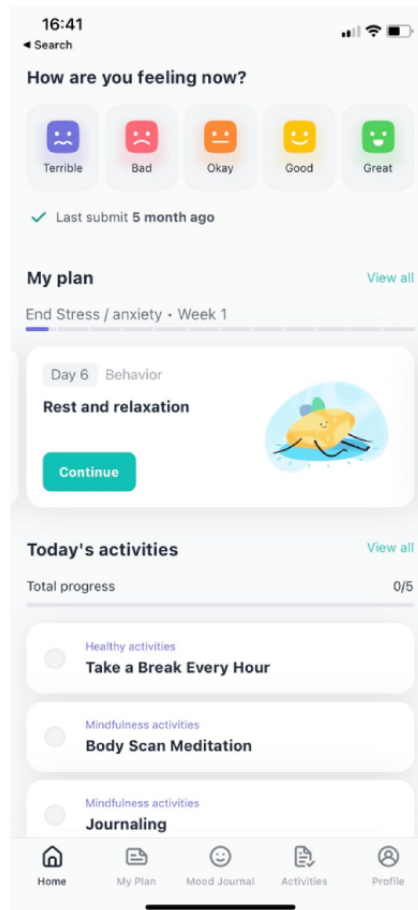 16:41
◀ Search
How are you feeling now?
Terrible Bad Okay Good Great
Last submit 5 month ago
My plan View all
End Stress / anxiety • Week 1
Day 6 Behavior
Rest and relaxation
Continue
Today's activities View all
Total progress 0/5
Healthy activities
Take a Break Every Hour
Mindfulness activities
Body Scan Meditation
Mindfulness activities
Journaling
Home My Plan Mood Journal Activities Profile